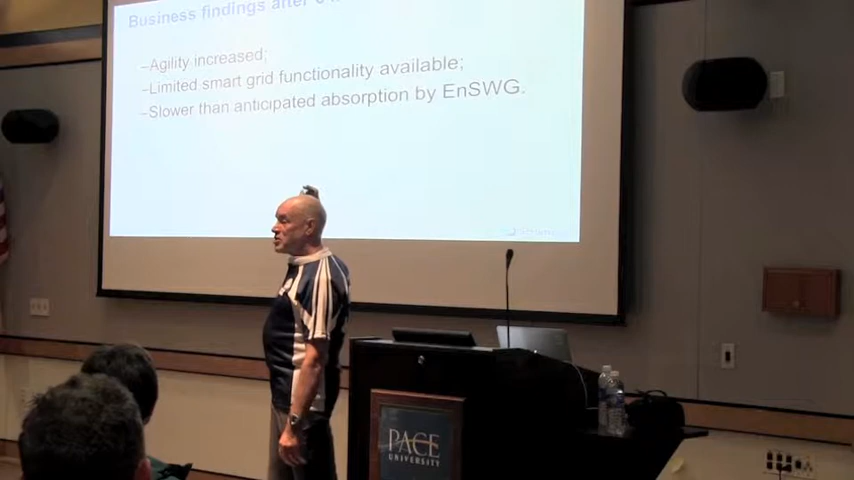 Business findings after
–Agility increased;
–Limited smart grid functionality available;
–Slower than anticipated absorption by EnSWG.
PACE
UNIVERSITY